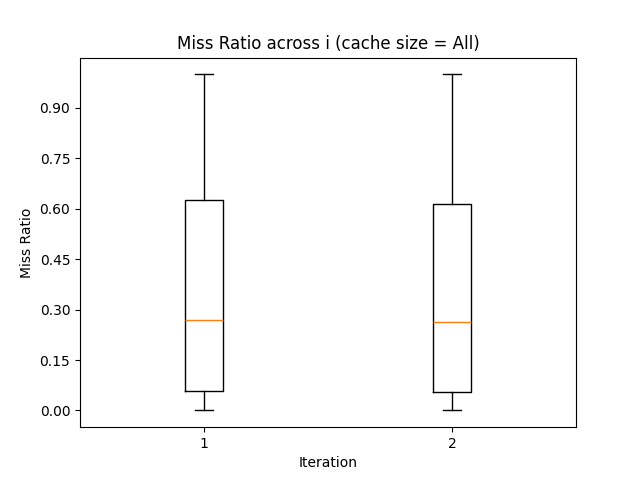 Miss Ratio across i (cache size = All)
0.90
0.75
0.60
0.45
0.30
0.15
0.00
Miss Ratio
1 2
Iteration